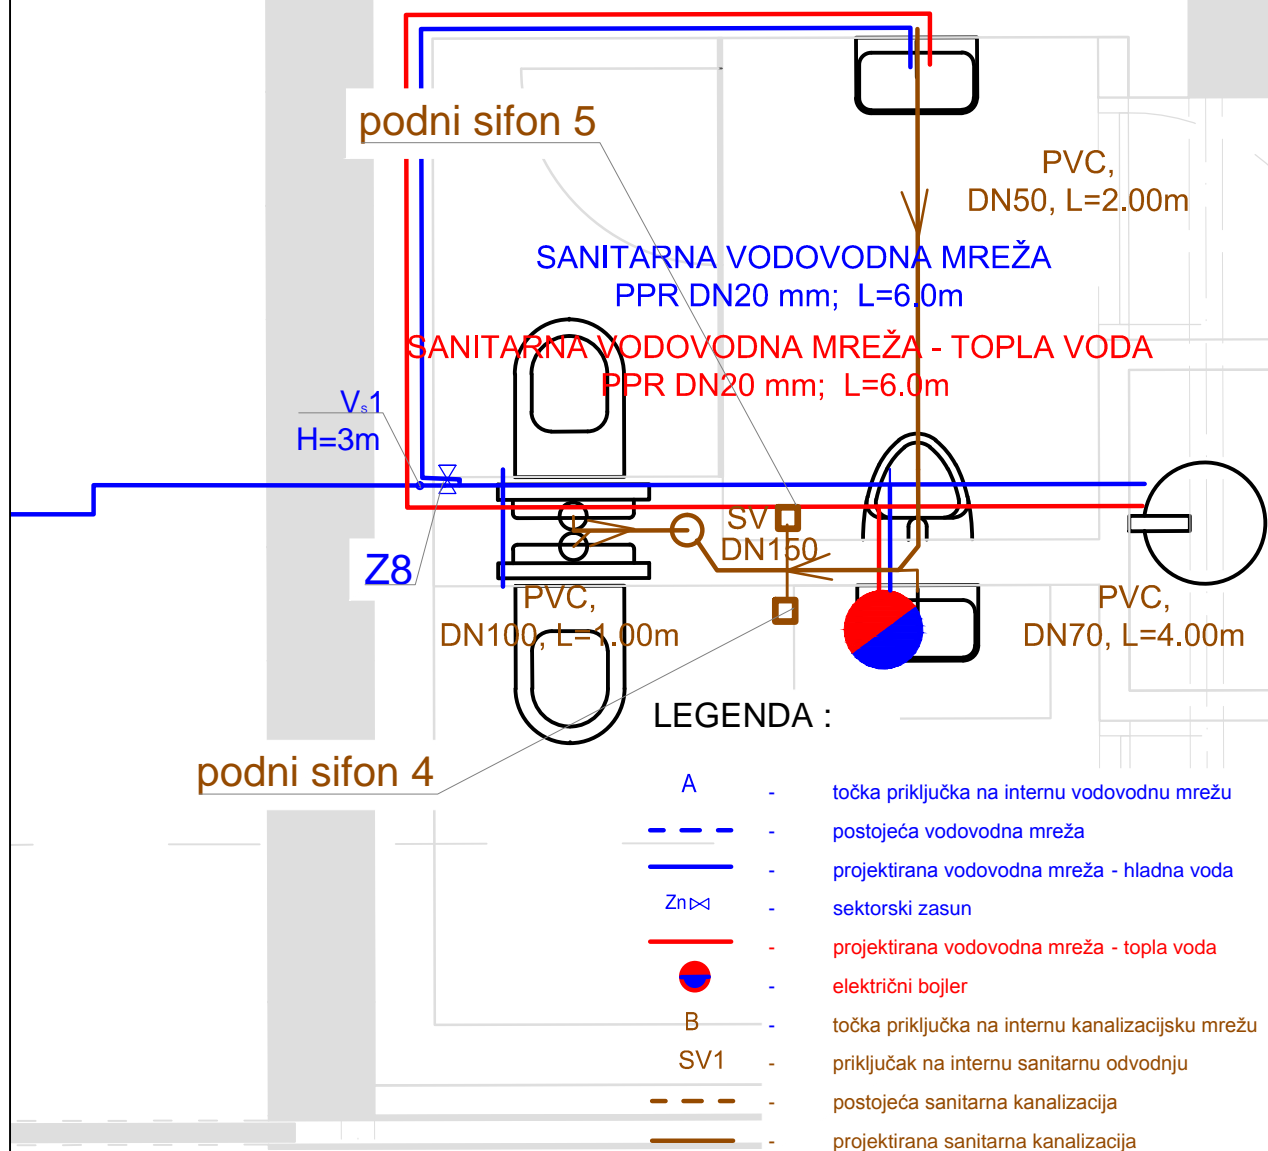 podni sifon 5
PVC,
DN50, L=2.00m
SANITARNA VODOVODNA MREŽA
PPR DN20 mm; L=6.0m
SANITARNA VODOVODNA MREŽA - TOPLA VODA
PPR DN20 mm; L=6.0m
Vs1
H=3m
SV
DN150
Z8
PVC,
DN100, L=1.00m
PVC,
DN70, L=4.00m
LEGENDA :
podni sifon 4
A - točka priključka na internu vodovodnu mrežu
- postojeća vodovodna mreža
- projektirana vodovodna mreža - hladna voda
Zn - sektorski zasun
- projektirana vodovodna mreža - topla voda
- električni bojler
B - točka priključka na internu kanalizacijsku mrežu
SV1 - priključak na internu sanitarnu odvodnju
- postojeća sanitarna kanalizacija
- projektirana sanitarna kanalizacija